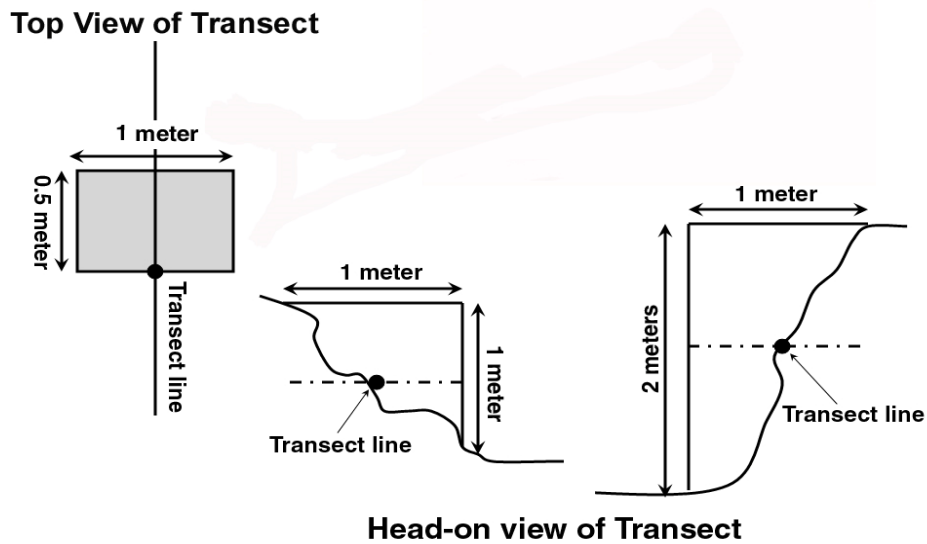 Top View of Transect
1 meter
0.5 meter
Transect line
1 meter
1 meter
Transect line
1 meter
2 meters
Transect line
Head-on view of Transect